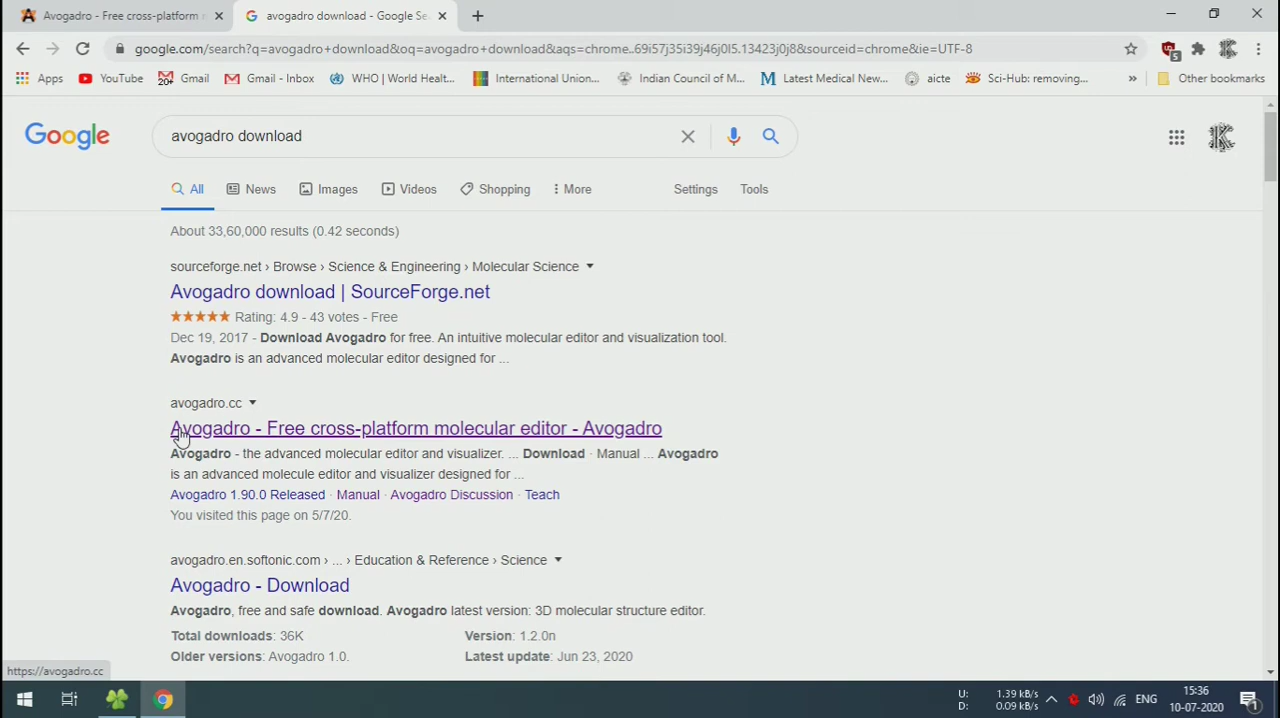 Avogadro - Free cross-platform
avogadro download - Google Se
google.com/search?q=avogadro+download&oq=avogadro+download&aqs=chrome..69i57j35i39j46j0l5.13423j0j8&sourceid=chrome&ie=UTF-8
5
Apps
YouTube
20+
Gmail
Gmail - Inbox
WHO | World Healt...
International Union...
Indian Council of M...
Latest Medical New...
aicte
Sci-Hub: removing...
»
Other bookmarks
Google
avogadro download
All
News
Images
Videos
Shopping
More
Settings
Tools
About 33,60,000 results (0.42 seconds)
sourceforge.net › Browse › Science & Engineering › Molecular Science
Avogadro download | SourceForge.net
★★★★★ Rating: 4.9 - 43 votes - Free
Dec 19, 2017 - Download Avogadro for free. An intuitive molecular editor and visualization tool.
Avogadro is an advanced molecular editor designed for ...
avogadro.cc
Avogadro - Free cross-platform molecular editor - Avogadro
Avogadro - the advanced molecular editor and visualizer. ... Download · Manual ... Avogadro
is an advanced molecule editor and visualizer designed for ...
Avogadro 1.90.0 Released · Manual · Avogadro Discussion · Teach
You visited this page on 5/7/20.
avogadro.en.softonic.com › ... › Education & Reference › Science
Avogadro - Download
Avogadro, free and safe download. Avogadro latest version: 3D molecular structure editor.
Total downloads: 36K
Version: 1.2.0n
Older versions: Avogadro 1.0.
Latest update: Jun 23, 2020
https://avogadro.cc
U: 1.39 kB/s
D: 0.09 kB/s
ENG
15:36
10-07-2020
1